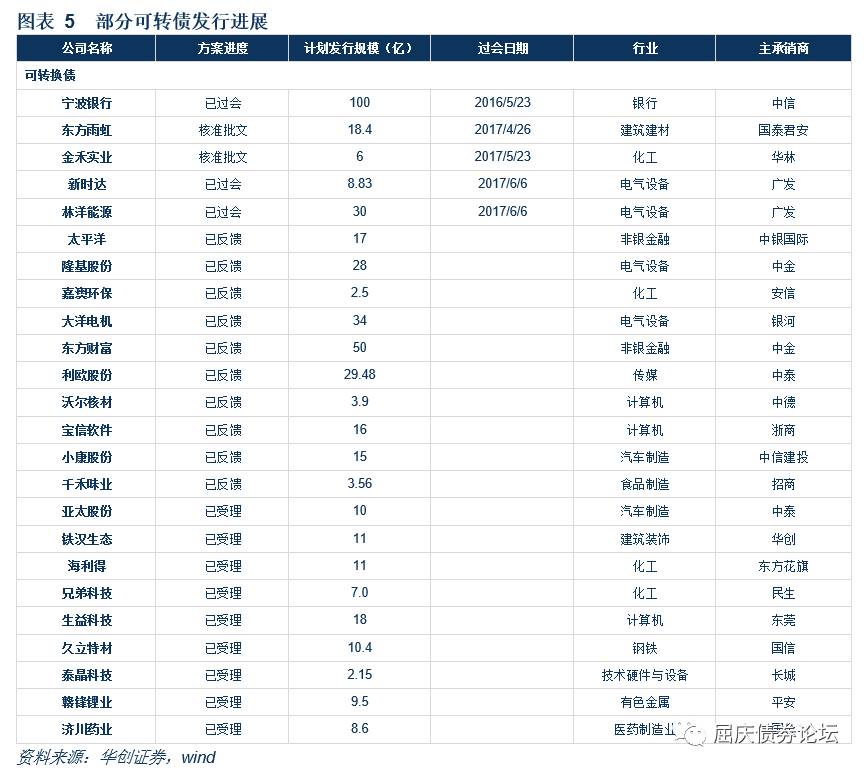 图表 5 部分可转债发行进展
公司名称 方案进度 计划发行规模（亿） 过会日期 行业 主承销商
可转换债
宁波银行 已过会 100 2016/5/23 银行 中信
东方雨虹 核准批文 18.4 2017/4/26 建筑建材 国泰君安
金禾实业 核准批文 6 2017/5/23 化工 华林
新时达 已过会 8.83 2017/6/6 电气设备 广发
林洋能源 已过会 30 2017/6/6 电气设备 广发
太平洋 已反馈 17 非银金融 中银国际
隆基股份 已反馈 28 电气设备 中金
嘉澳环保 已反馈 2.5 化工 安信
大洋电机 已反馈 34 电气设备 银河
东方财富 已反馈 50 非银金融 中金
利欧股份 已反馈 29.48 传媒 中泰
沃尔核材 已反馈 3.9 计算机 中德
宝信软件 已反馈 16 计算机 浙商
小康股份 已反馈 15 汽车制造 中信建投
千禾味业 已反馈 3.56 食品制造 招商
亚太股份 已受理 10 汽车制造 中泰
铁汉生态 已受理 11 建筑装饰 华创
海利得 已受理 11 化工 东方花旗
兄弟科技 已受理 7.0 化工 民生
生益科技 已受理 18 计算机 东莞
久立特材 已受理 10.4 钢铁 国信
泰晶科技 已受理 2.15 技术硬件与设备 长城
赣锋锂业 已受理 9.5 有色金属 平安
济川药业 已受理 8.6 医药制造业
屈庆债券论坛
资料来源：华创证券，wind